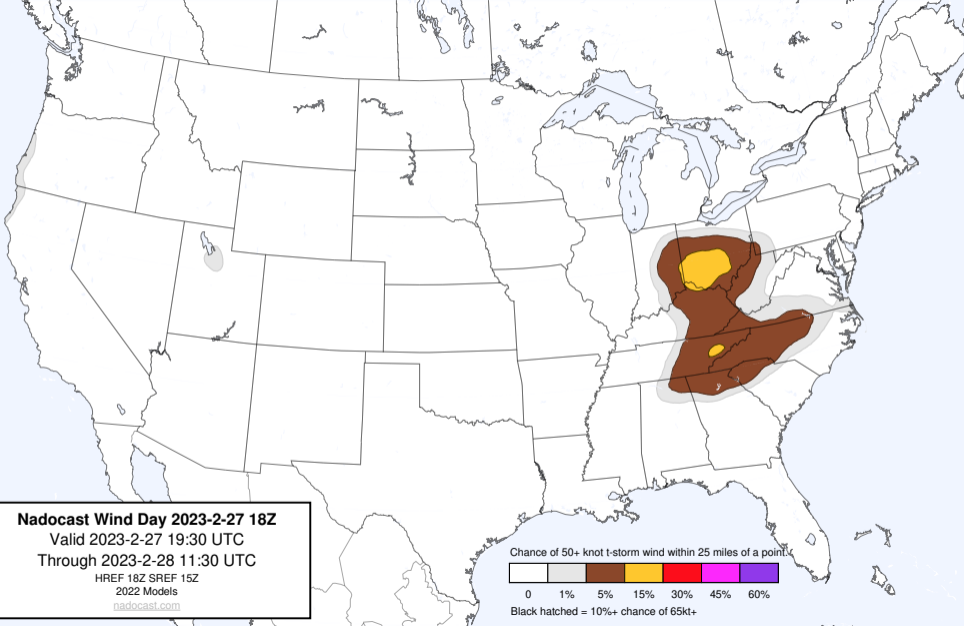 Nadocast Wind Day 2023-2-27 18Z
Valid 2023-2-27 19:30 UTC
Through 2023-2-28 11:30 UTC
HREF 18Z SREF 15Z
2022 Models
nadocast.com
Chance of 50+ knot t-storm wind within 25 miles of a point.
0 1% 5% 15% 30% 45% 60%
Black hatched = 10%+ chance of 65kt+